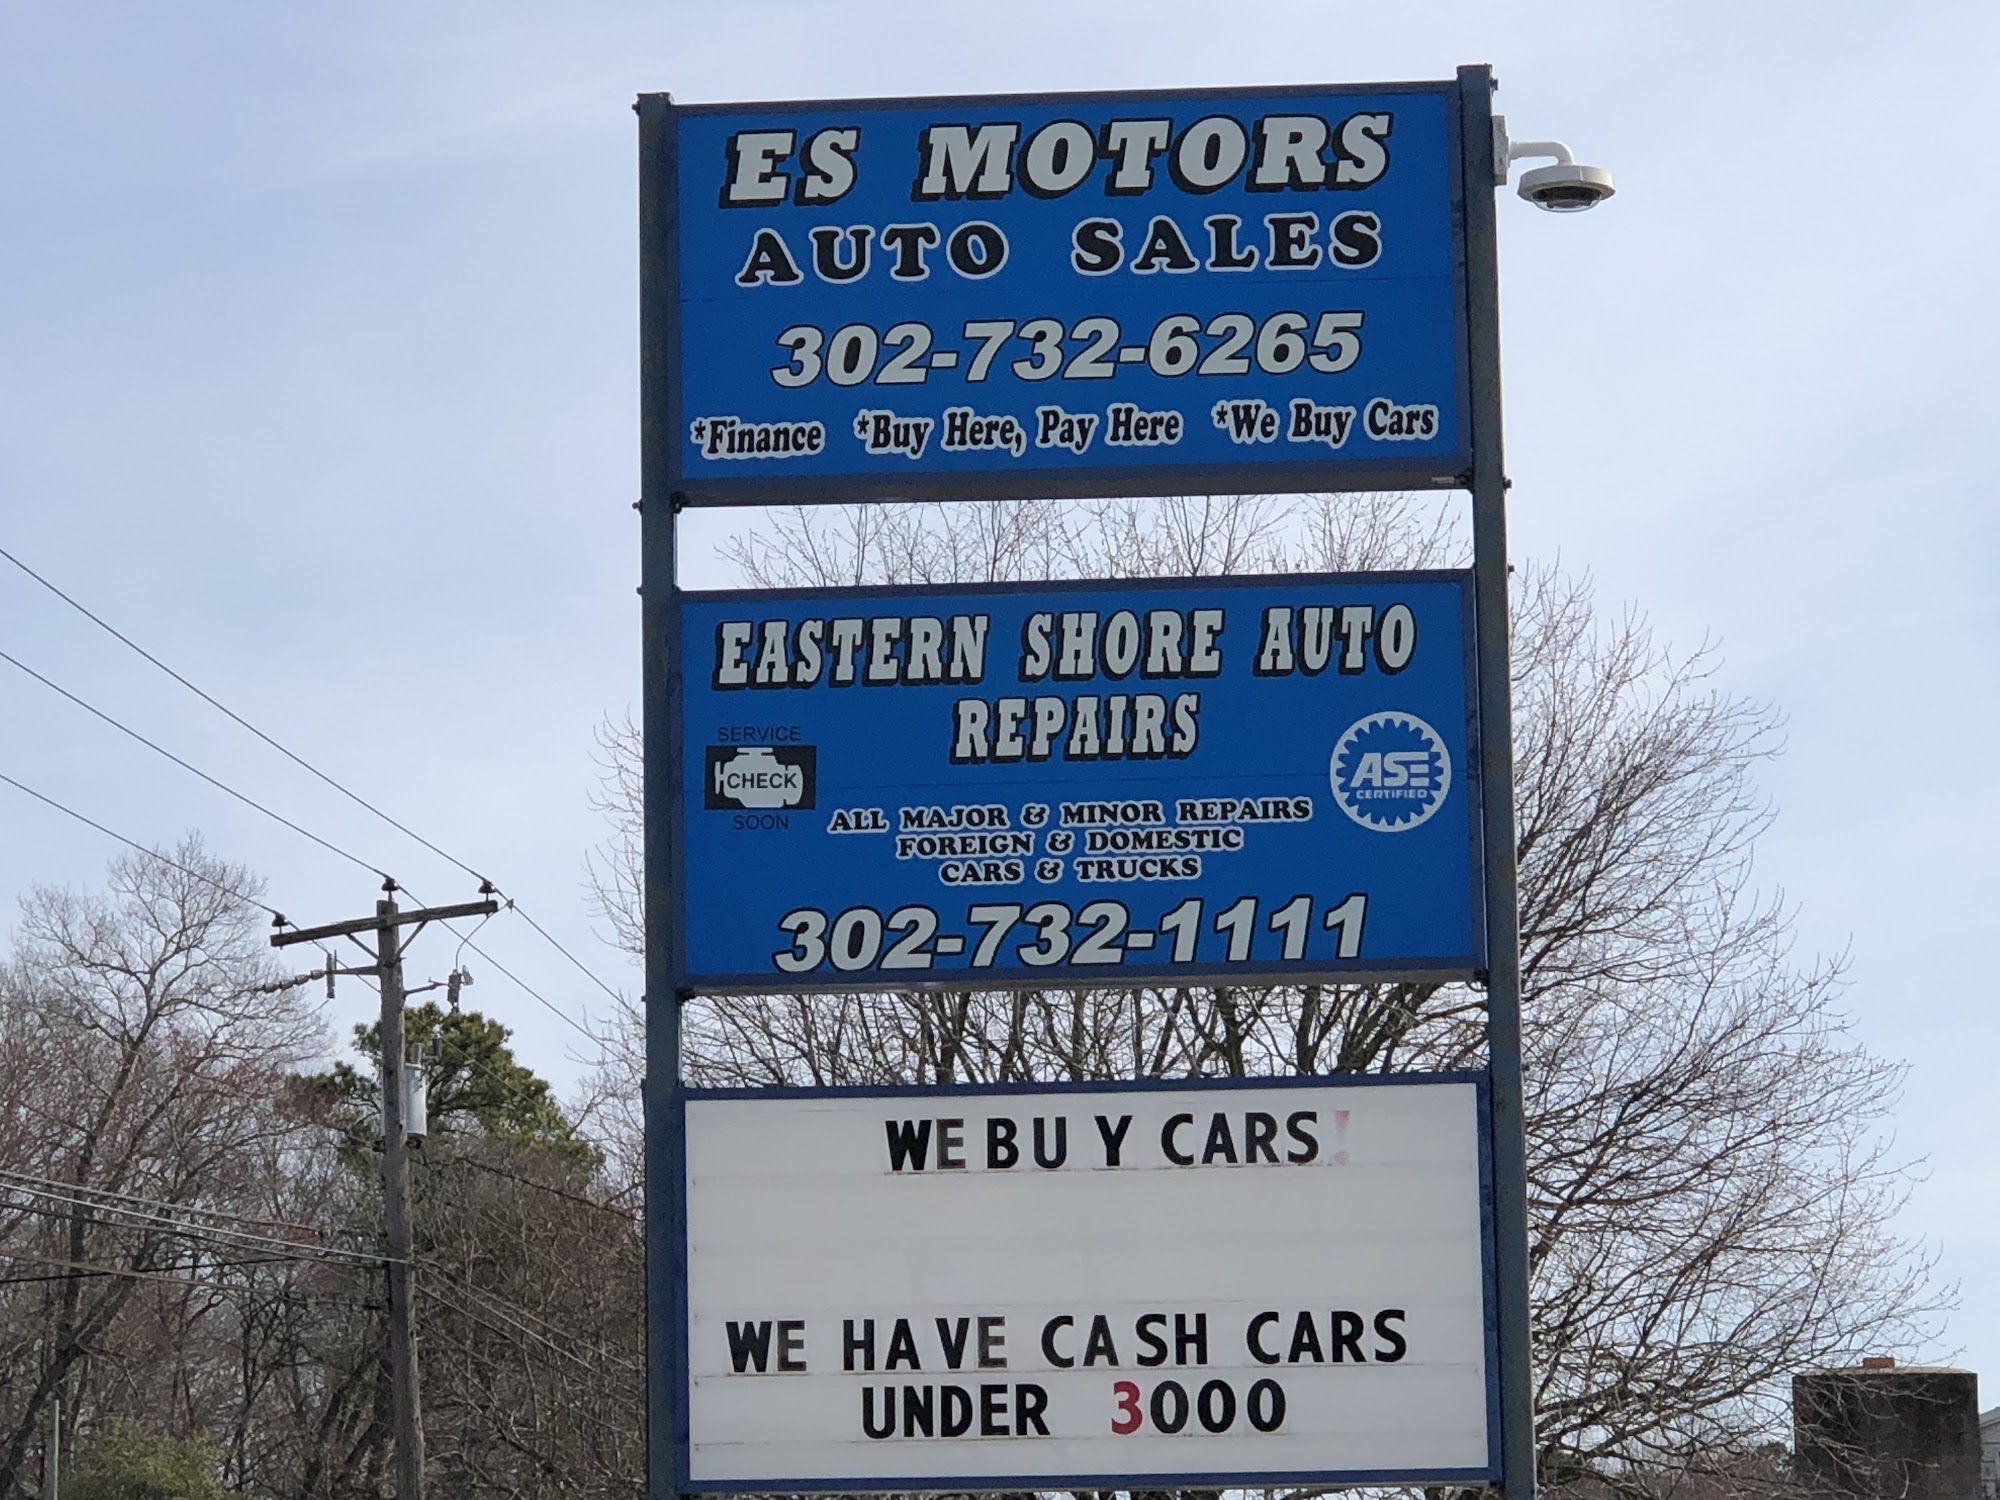 ES MOTORS
AUTO SALES
302-732-6265
*Finance *Buy Here, Pay Here *We Buy Cars
EASTERN SHORE AUTO
REPAIRS
SERVICE
CHECK
SOON
ASE
CERTIFIED
ALL MAJOR & MINOR REPAIRS
FOREIGN & DOMESTIC
CARS & TRUCKS
302-732-1111
WE BUY CARS!
WE HAVE CASH CARS
UNDER 3000